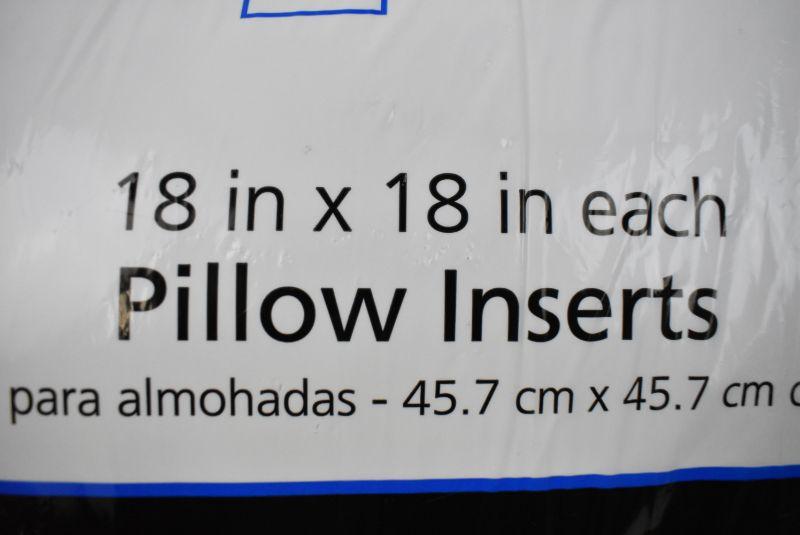 18 in x 18 in each
Pillow Inserts
para almohadas - 45.7 cm x 45.7 cm c